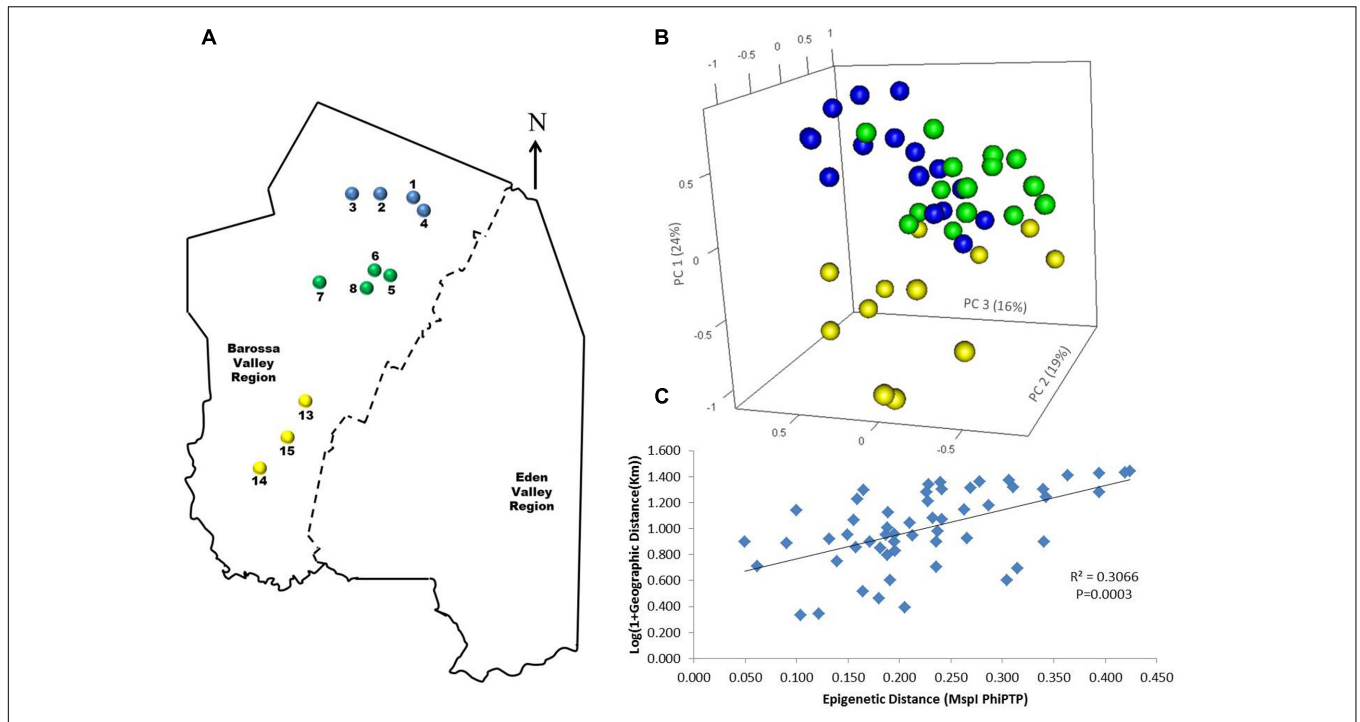 A
N
1
3
2
4
6
7
8
5
Barossa
Valley
Region
13
15
14
Eden
Valley
Region
B
-1
-0.5
0
0.5
1
0.5
0
-0.5
-1
PC 1 (24%)
PC 3 (16%)
PC 2 (19%)
0.5
0
-0.5
C
1.600
1.400
1.200
1.000
0.800
0.600
0.400
0.200
0.000
Log(1+Geographic Distance(Km))
R² = 0.3066
P=0.0003
0.000 0.050 0.100 0.150 0.200 0.250 0.300 0.350 0.400 0.450
Epigenetic Distance (MspI PhiPTP)